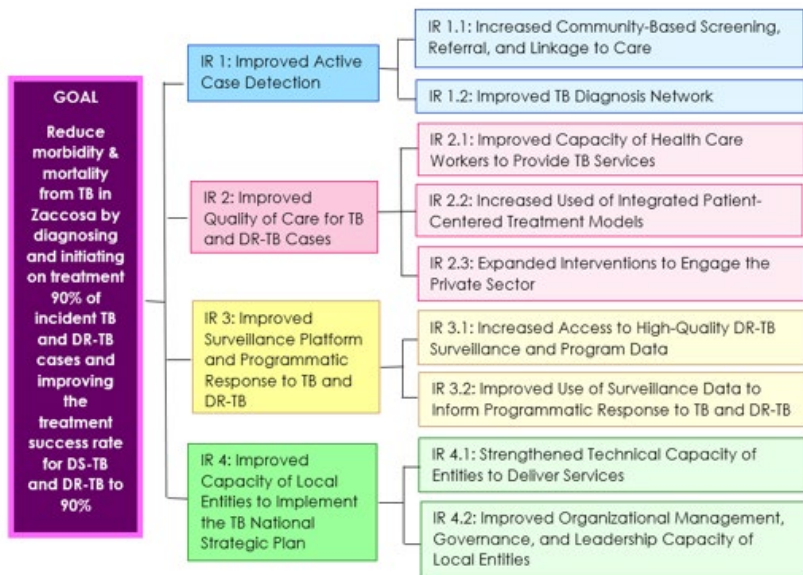 GOAL
Reduce
morbidity &
mortality
from TB in
Zaccosa by
diagnosing
and initiating
on treatment
90% of
incident TB
and DR-TB
cases and
improving
the
treatment
success rate
for DS-TB
and DR-TB to
90%
IR 1: Improved Active
Case Detection
IR 1.1: Increased Community-Based Screening,
Referral, and Linkage to Care
IR 1.2: Improved TB Diagnosis Network
IR 2: Improved
Quality of Care for TB
and DR-TB Cases
IR 2.1: Improved Capacity of Health Care
Workers to Provide TB Services
IR 2.2: Increased Used of Integrated Patient-
Centered Treatment Models
IR 2.3: Expanded Interventions to Engage the
Private Sector
IR 3: Improved
Surveillance Platform
and Programmatic
Response to TB and
DR-TB
IR 3.1: Increased Access to High-Quality DR-TB
Surveillance and Program Data
IR 3.2: Improved Use of Surveillance Data to
Inform Programmatic Response to TB and DR-TB
IR 4: Improved
Capacity of Local
Entities to Implement
the TB National
Strategic Plan
IR 4.1: Strengthened Technical Capacity of
Entities to Deliver Services
IR 4.2: Improved Organizational Management,
Governance, and Leadership Capacity of
Local Entities